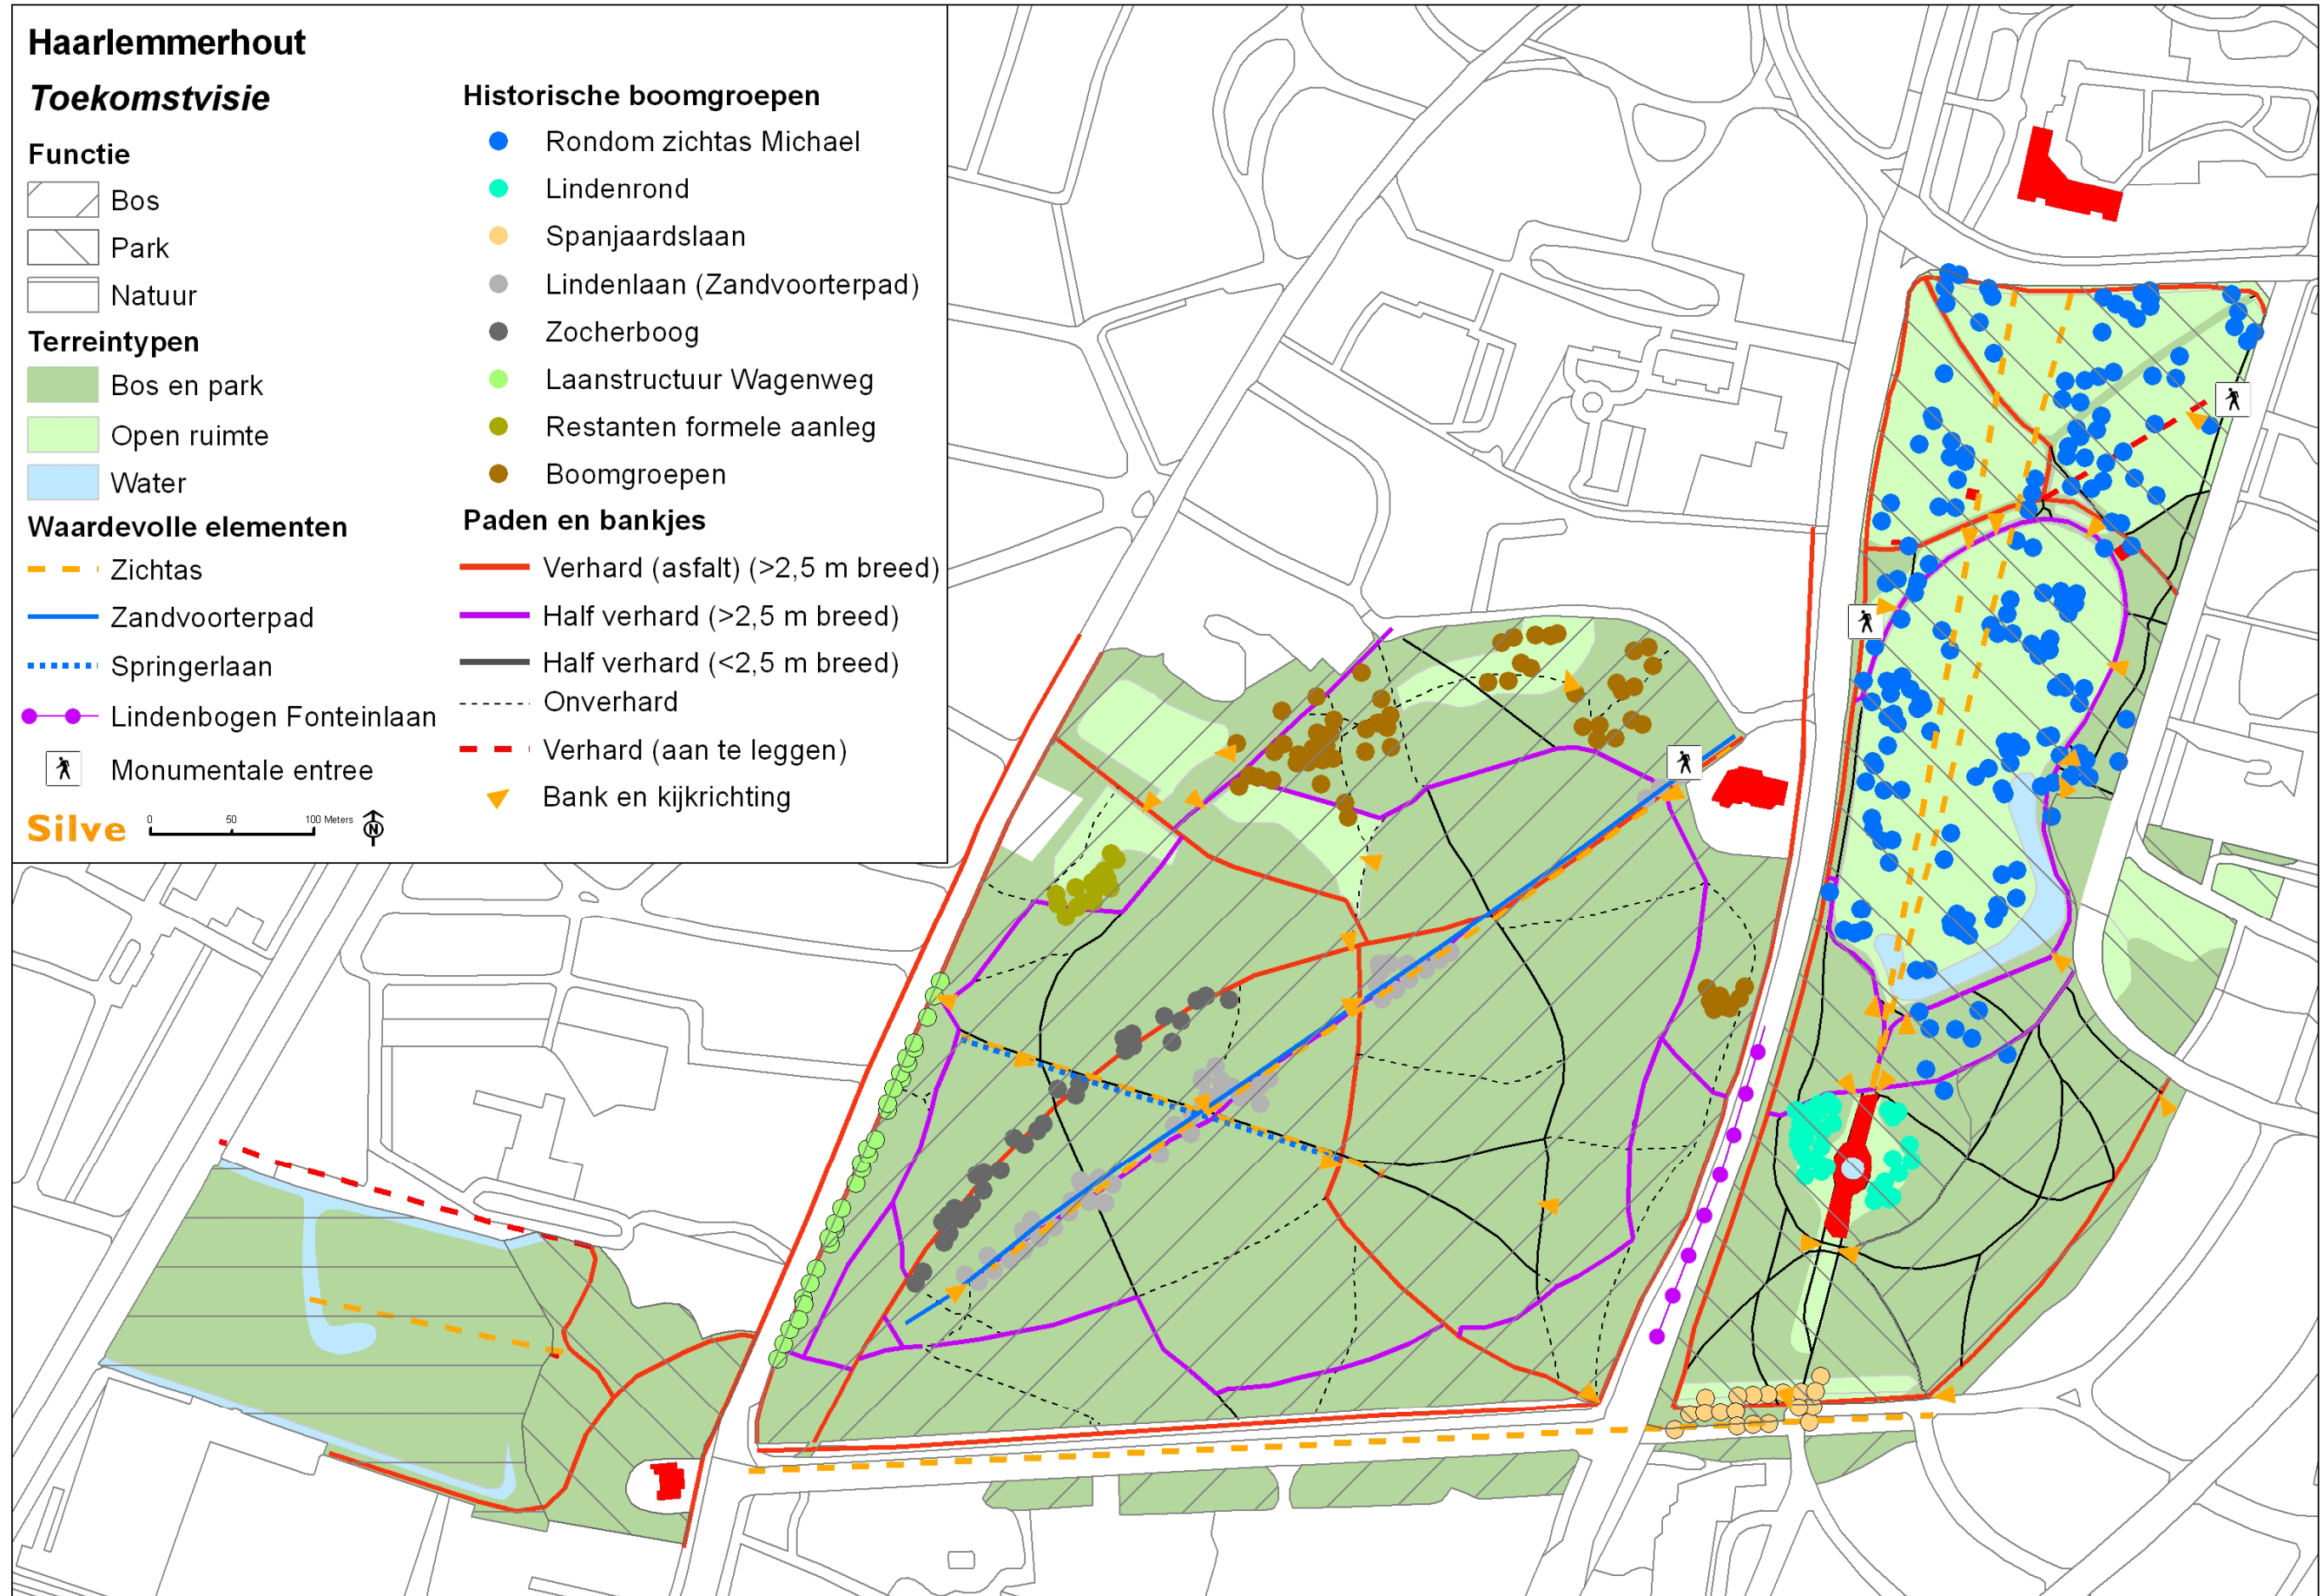 Haarlemmerhout
Toekomstvisie
Functie
Bos
Park
Natuur
Terreintypen
Bos en park
Open ruimte
Water
Waardevolle elementen
Zichtas
Zandvoorterpad
Springerlaan
Lindenbogen Fonteinlaan
Monumentale entree
Silve
0 50 100 Meters
N
Historische boomgroepen
Rondom zichtas Michael
Lindenrond
Spanjaardslaan
Lindenlaan (Zandvoorterpad)
Zocherboog
Laanstructuur Wagenweg
Restanten formele aanleg
Boomgroepen
Paden en bankjes
Verhard (asfalt) (>2,5 m breed)
Half verhard (>2,5 m breed)
Half verhard (<2,5 m breed)
Onverhard
Verhard (aan te leggen)
Bank en kijkrichting